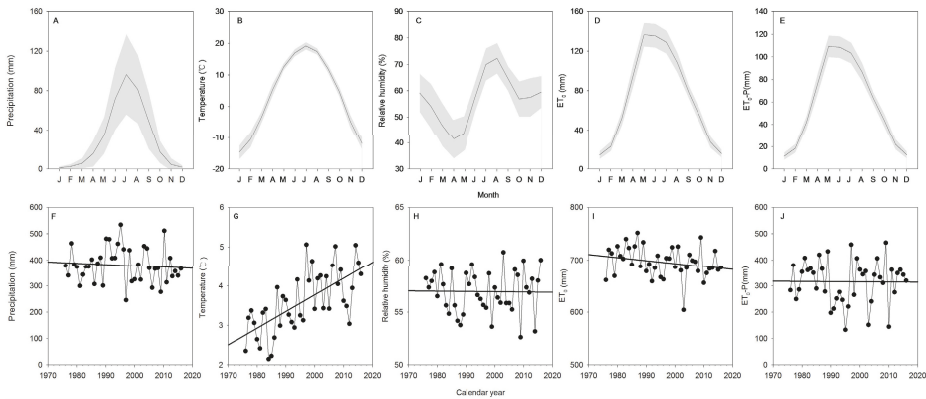 A
Precipitation (mm)
160
120
80
40
0
J F M A M J J A S O N D
B
Temperature (℃)
30
20
10
0
-10
-20
J F M A M J J A S O N D
C
Relative humidity (%)
90
80
70
60
50
40
30
J F M A M J J A S O N D
D
ET0 (mm)
160
120
80
40
0
J F M A M J J A S O N D
E
ET0-P(mm)
140
120
100
80
60
40
20
0
J F M A M J J A S O N D
Month
F
Precipitation (mm)
600
500
400
300
200
100
0
1970 1980 1990 2000 2010 2020
G
Temperature (℃)
6
5
4
3
2
1970 1980 1990 2000 2010 2020
H
Relative humidity (%)
65
60
55
50
1970 1980 1990 2000 2010 2020
I
ET0 (mm)
800
700
600
500
1970 1980 1990 2000 2010 2020
J
ET0-P(mm)
600
500
400
300
200
100
0
1970 1980 1990 2000 2010 2020
Calendar year